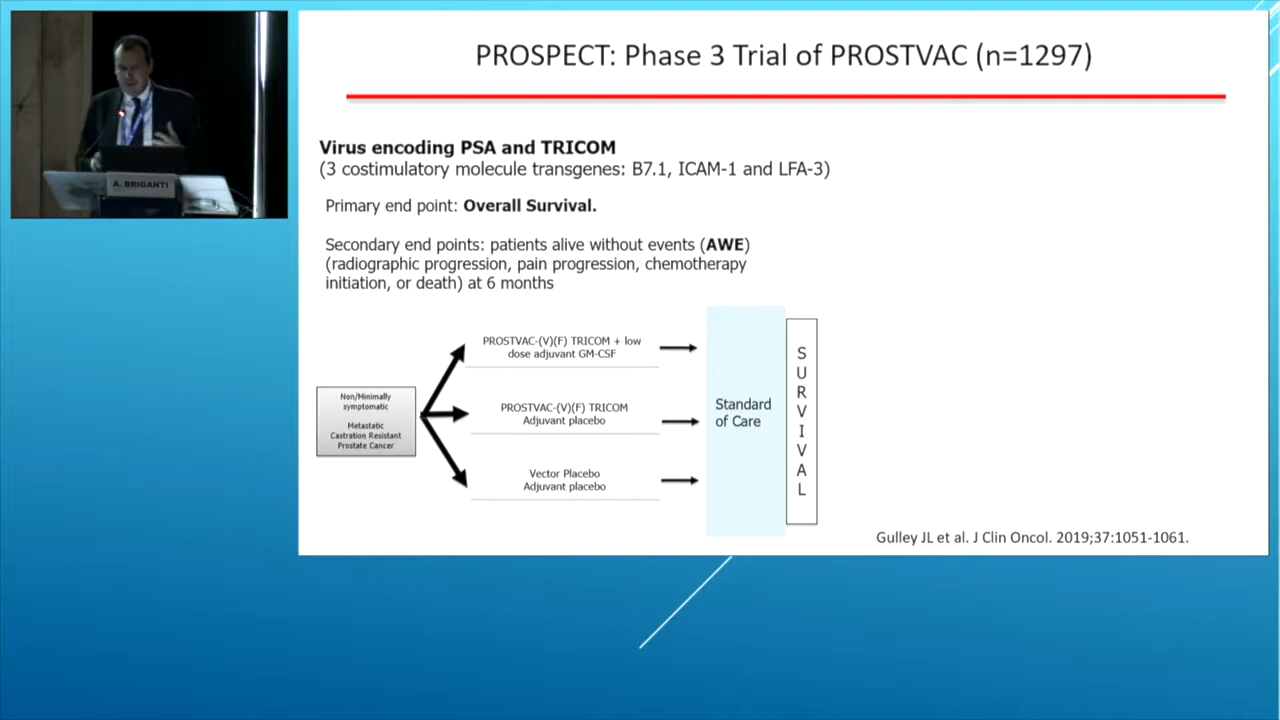 PROSPECT: Phase 3 Trial of PROSTVAC (n=1297)
Virus encoding PSA and TRICOM
(3 costimulatory molecule transgenes: B7.1, ICAM-1 and LFA-3)
Primary end point: Overall Survival.
Secondary end points: patients alive without events (AWE)
(radiographic progression, pain progression, chemotherapy
initiation, or death) at 6 months
Non/Minimally
symptomatic
Metastatic
Castration Resistant
Prostate Cancer
PROSTVAC-(V)(F) TRICOM + low
dose adjuvant GM-CSF
PROSTVAC-(V)(F) TRICOM
Adjuvant placebo
Vector Placebo
Adjuvant placebo
Standard
of Care
S
U
R
V
I
V
A
L
Gulley JL et al. J Clin Oncol. 2019;37:1051-1061.
A. BRIGANTI